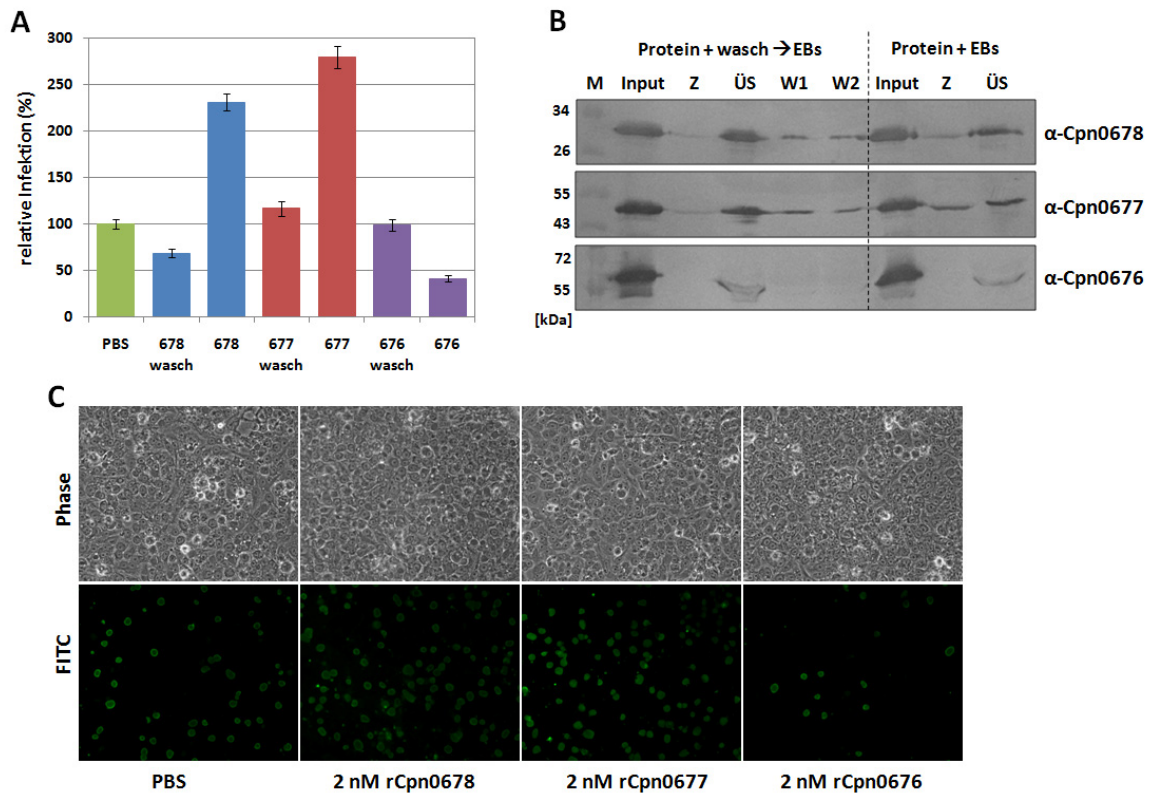 A
relative Infektion (%)
300
250
200
150
100
50
0
PBS
678 wasch
678
677 wasch
677
676 wasch
676
B
Protein + wasch → EBs
Protein + EBs
M Input Z ÜS W1 W2 Input Z ÜS
34
26
α-Cpn0678
55
43
α-Cpn0677
72
55
α-Cpn0676
[kDa]
C
Phase
FITC
PBS
2 nM rCpn0678
2 nM rCpn0677
2 nM rCpn0676